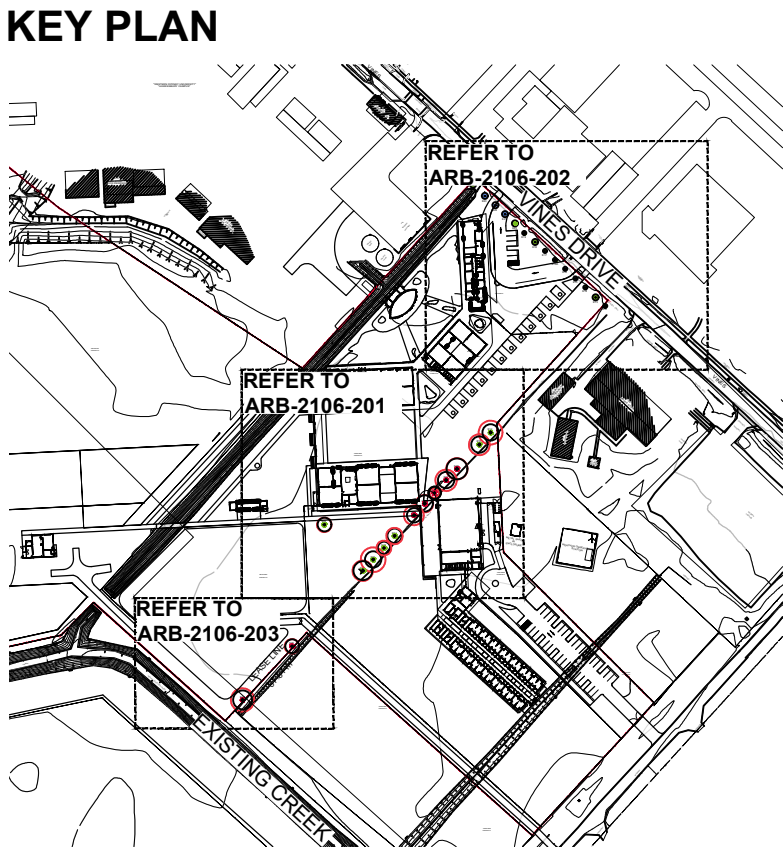 KEY PLAN
REFER TO
ARB-2106-202
VINES DRIVE
REFER TO
ARB-2106-201
REFER TO
ARB-2106-203
EXISTING CREEK